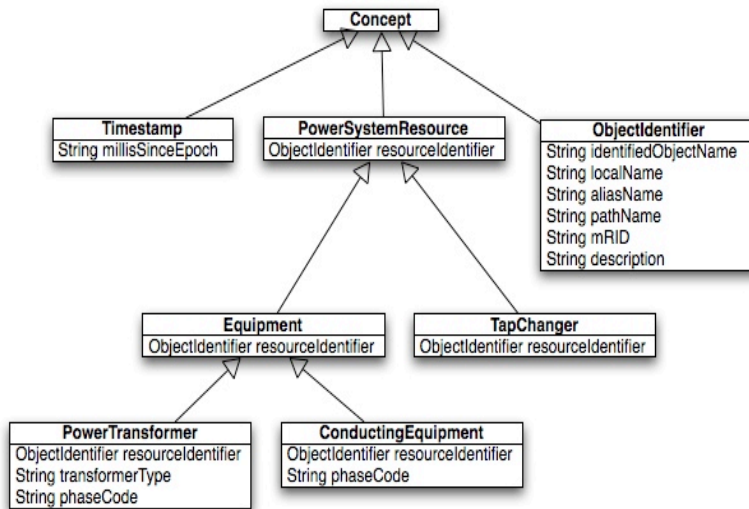 Concept
Timestamp
String millisSinceEpoch
PowerSystemResource
ObjectIdentifier resourceIdentifier
ObjectIdentifier
String identifiedObjectName
String localName
String aliasName
String pathName
String mRID
String description
Equipment
ObjectIdentifier resourceIdentifier
TapChanger
ObjectIdentifier resourceIdentifier
PowerTransformer
ObjectIdentifier resourceIdentifier
String transformerType
String phaseCode
ConductingEquipment
ObjectIdentifier resourceIdentifier
String phaseCode